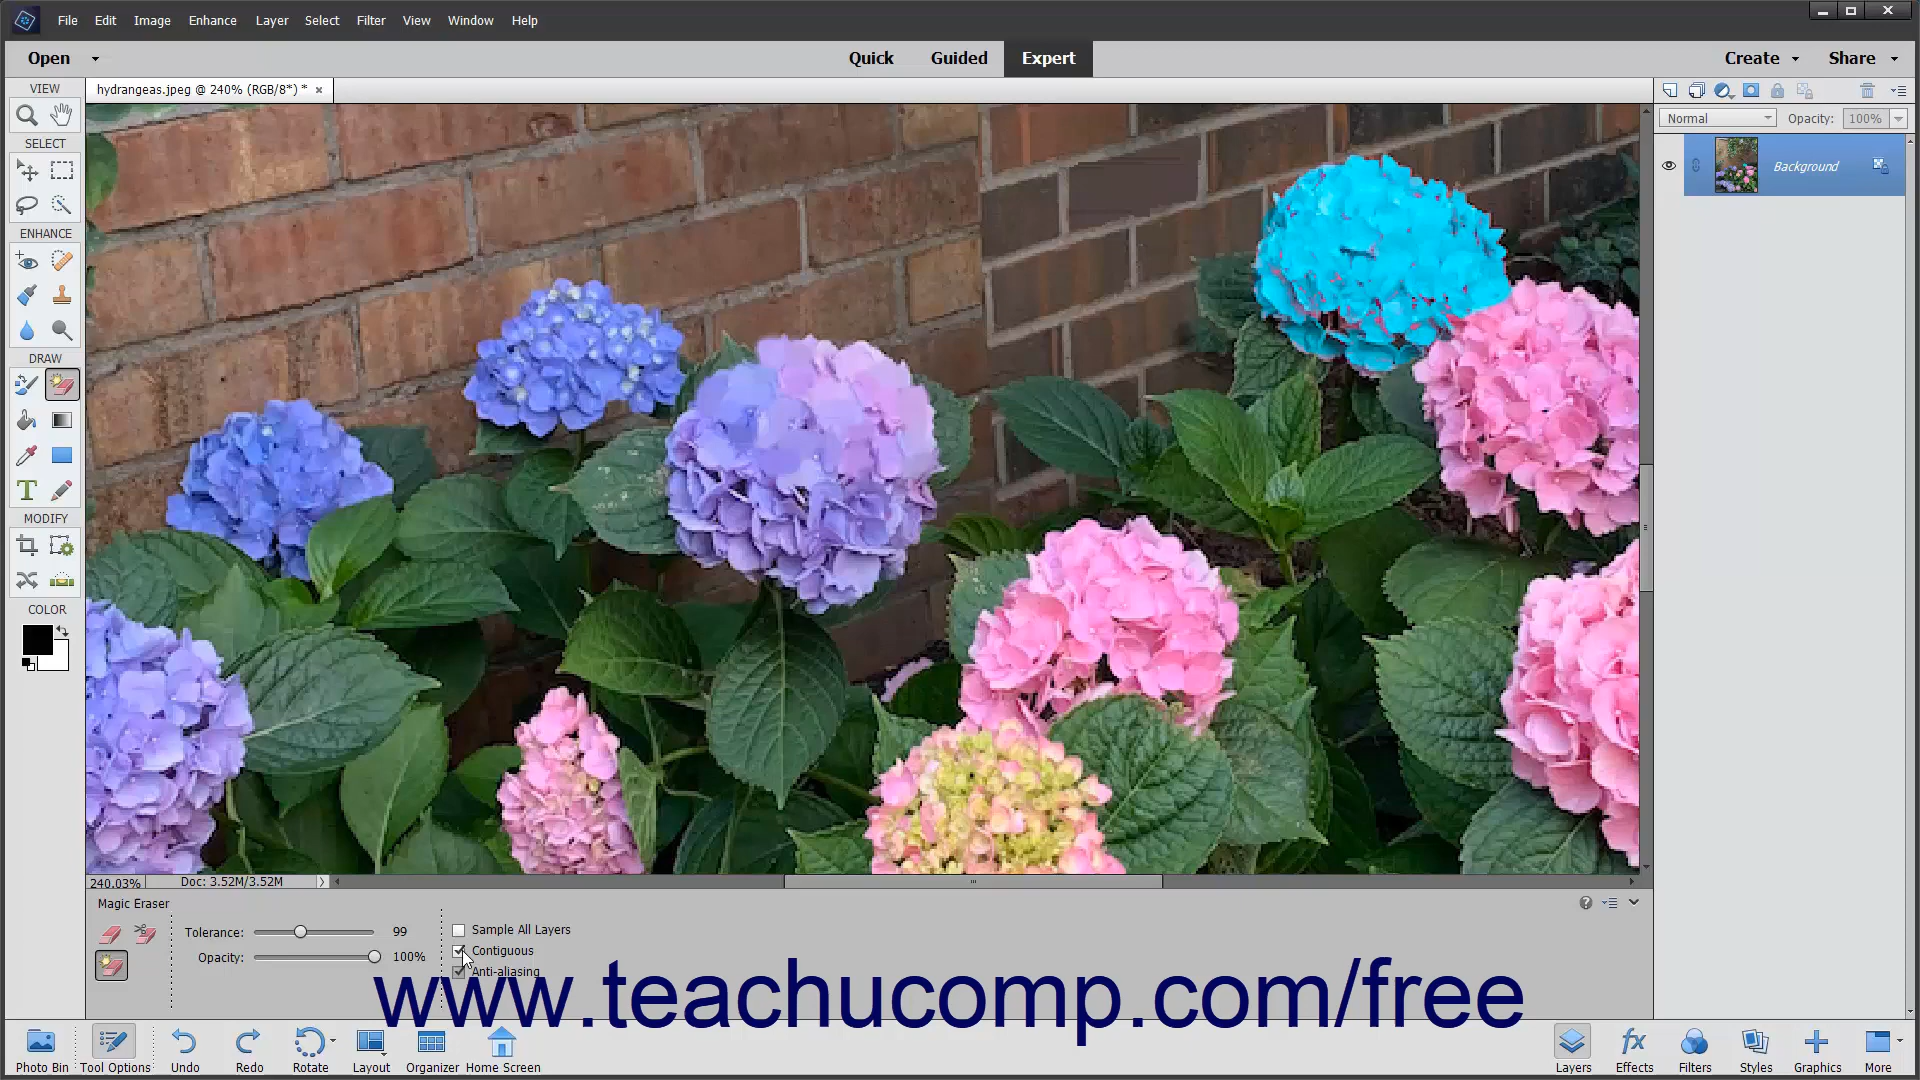 File Edit Image Enhance Layer Select Filter View Window Help
Open Quick Guided Expert Create Share
VIEW
hydrangeas.jpeg @ 240% (RGB/8*) * ×
Normal Opacity: 100%
SELECT
Background
ENHANCE
DRAW
T
MODIFY
COLOR
240.03% Doc: 3.52M/3.52M
Magic Eraser
Tolerance: 99
Opacity: 100%
Sample All Layers
Contiguous
Anti-aliasing
www.teachucomp.com/free
Photo Bin Tool Options Undo Redo Rotate Layout Organizer Home Screen
fx
Layers Effects Filters Styles Graphics More